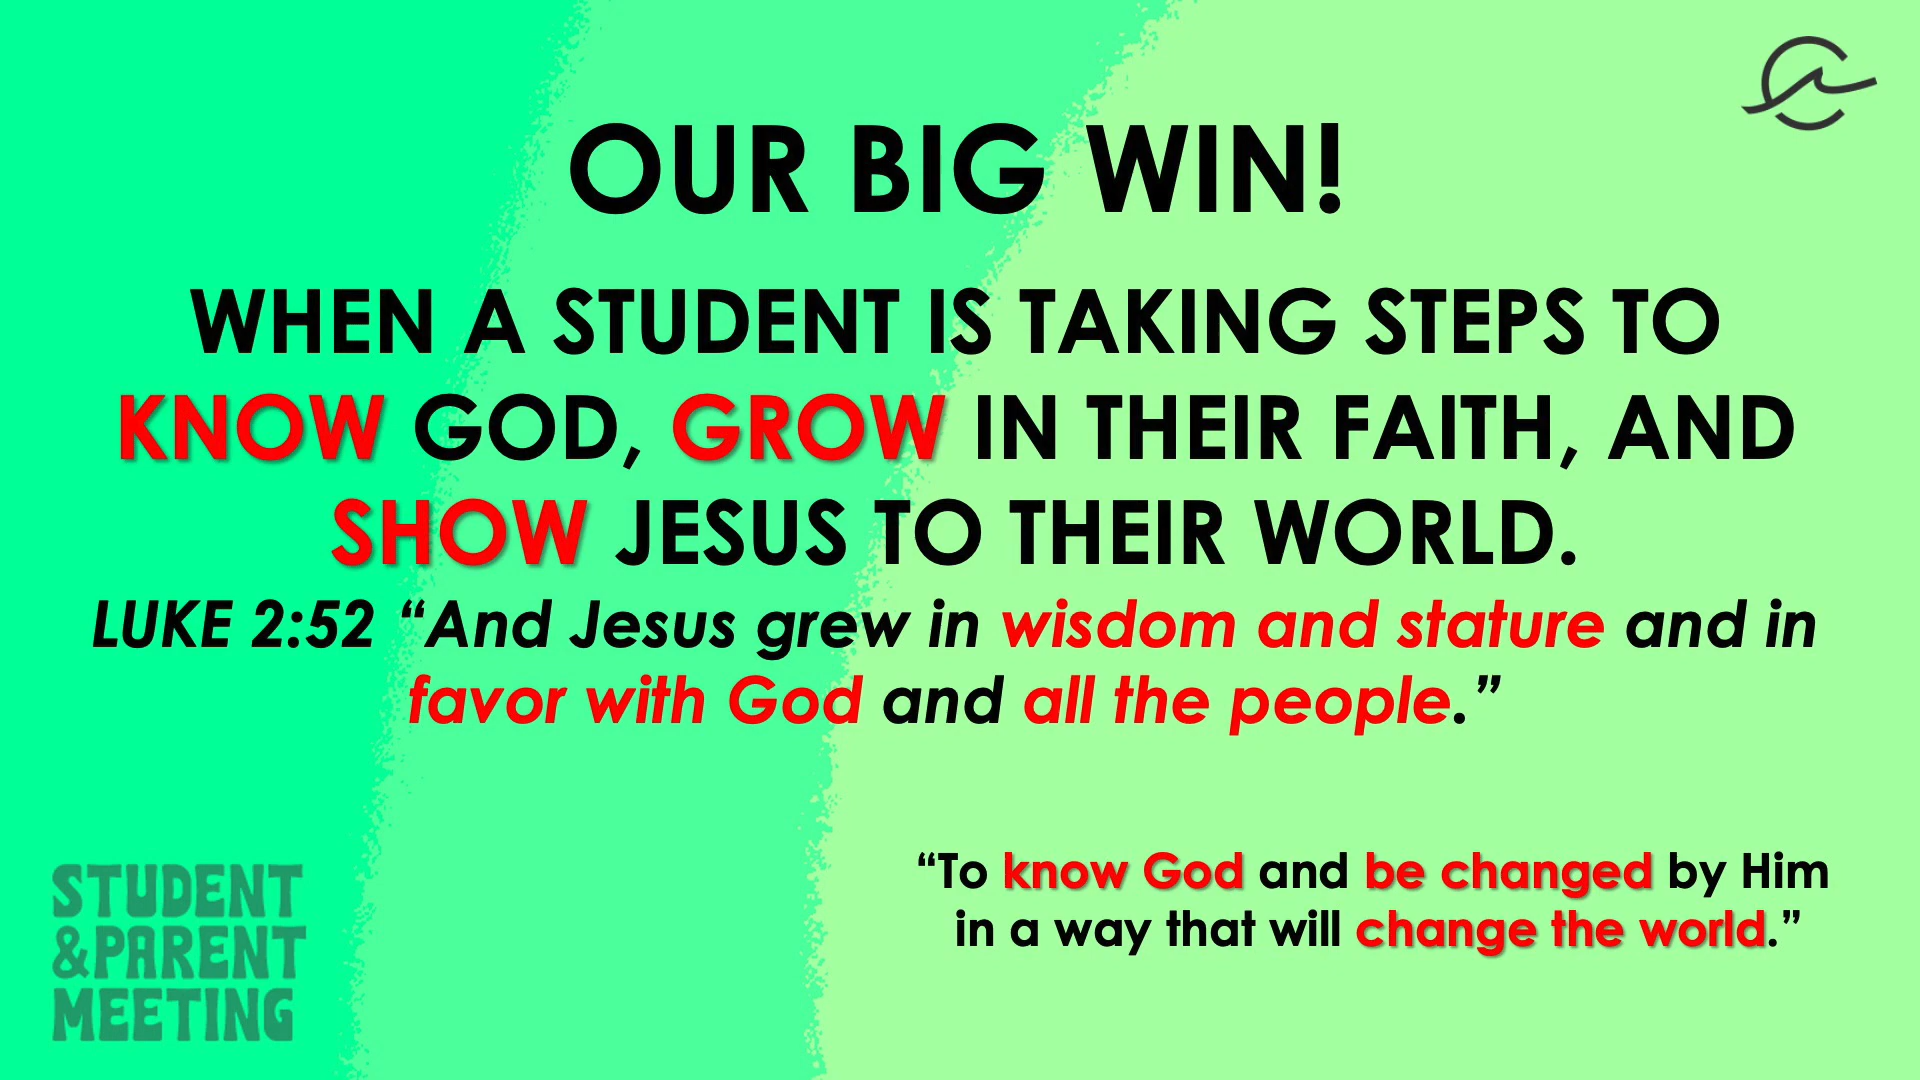 OUR BIG WIN!
WHEN A STUDENT IS TAKING STEPS TO
KNOW GOD, GROW IN THEIR FAITH, AND
SHOW JESUS TO THEIR WORLD.
LUKE 2:52 “And Jesus grew in wisdom and stature and in
favor with God and all the people.”
“To know God and be changed by Him
in a way that will change the world.”
STUDENT
&PARENT
MEETING